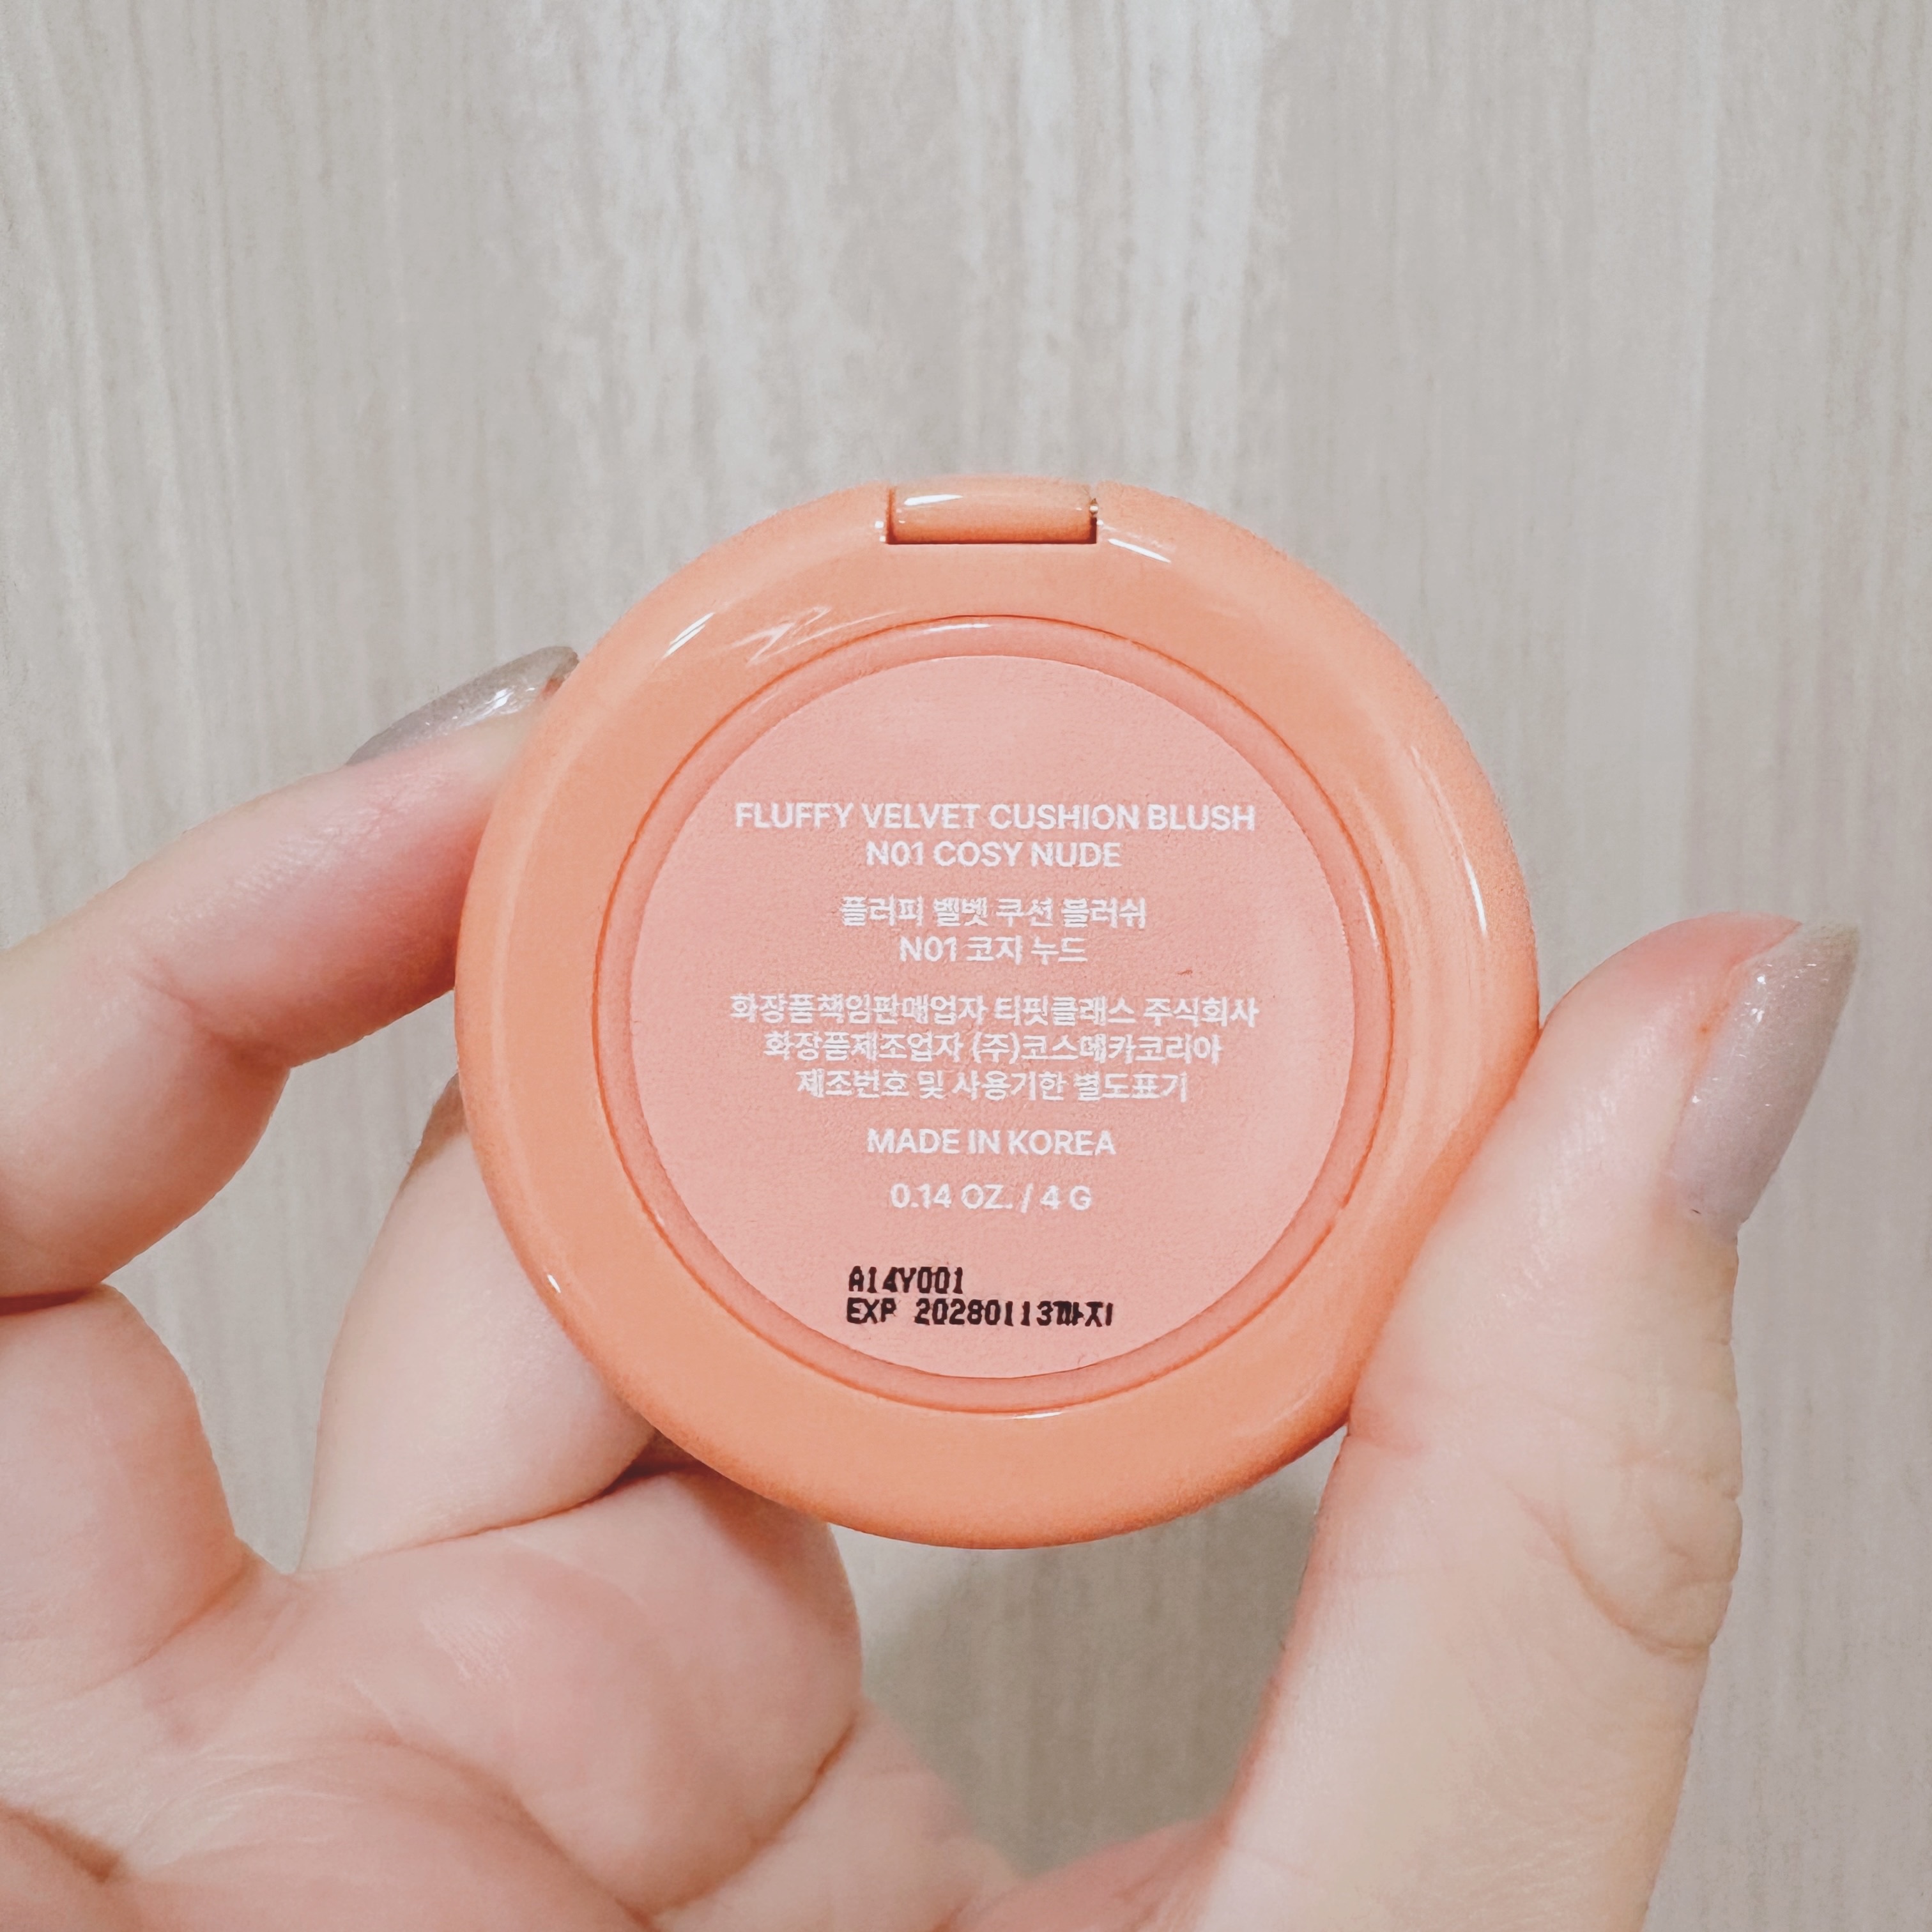 FLUFFY VELVET CUSHION BLUSH
N01 COSY NUDE
플러피 벨벳 쿠션 블러쉬
N01 코지 누드
화장품책임판매업자 티핏클래스 주식회사
화장품제조업자 (주)코스메카코리아
제조번호 및 사용기한 별도표기
MADE IN KOREA
0.14 OZ. / 4 G
A14Y001
EXP 20280113까지